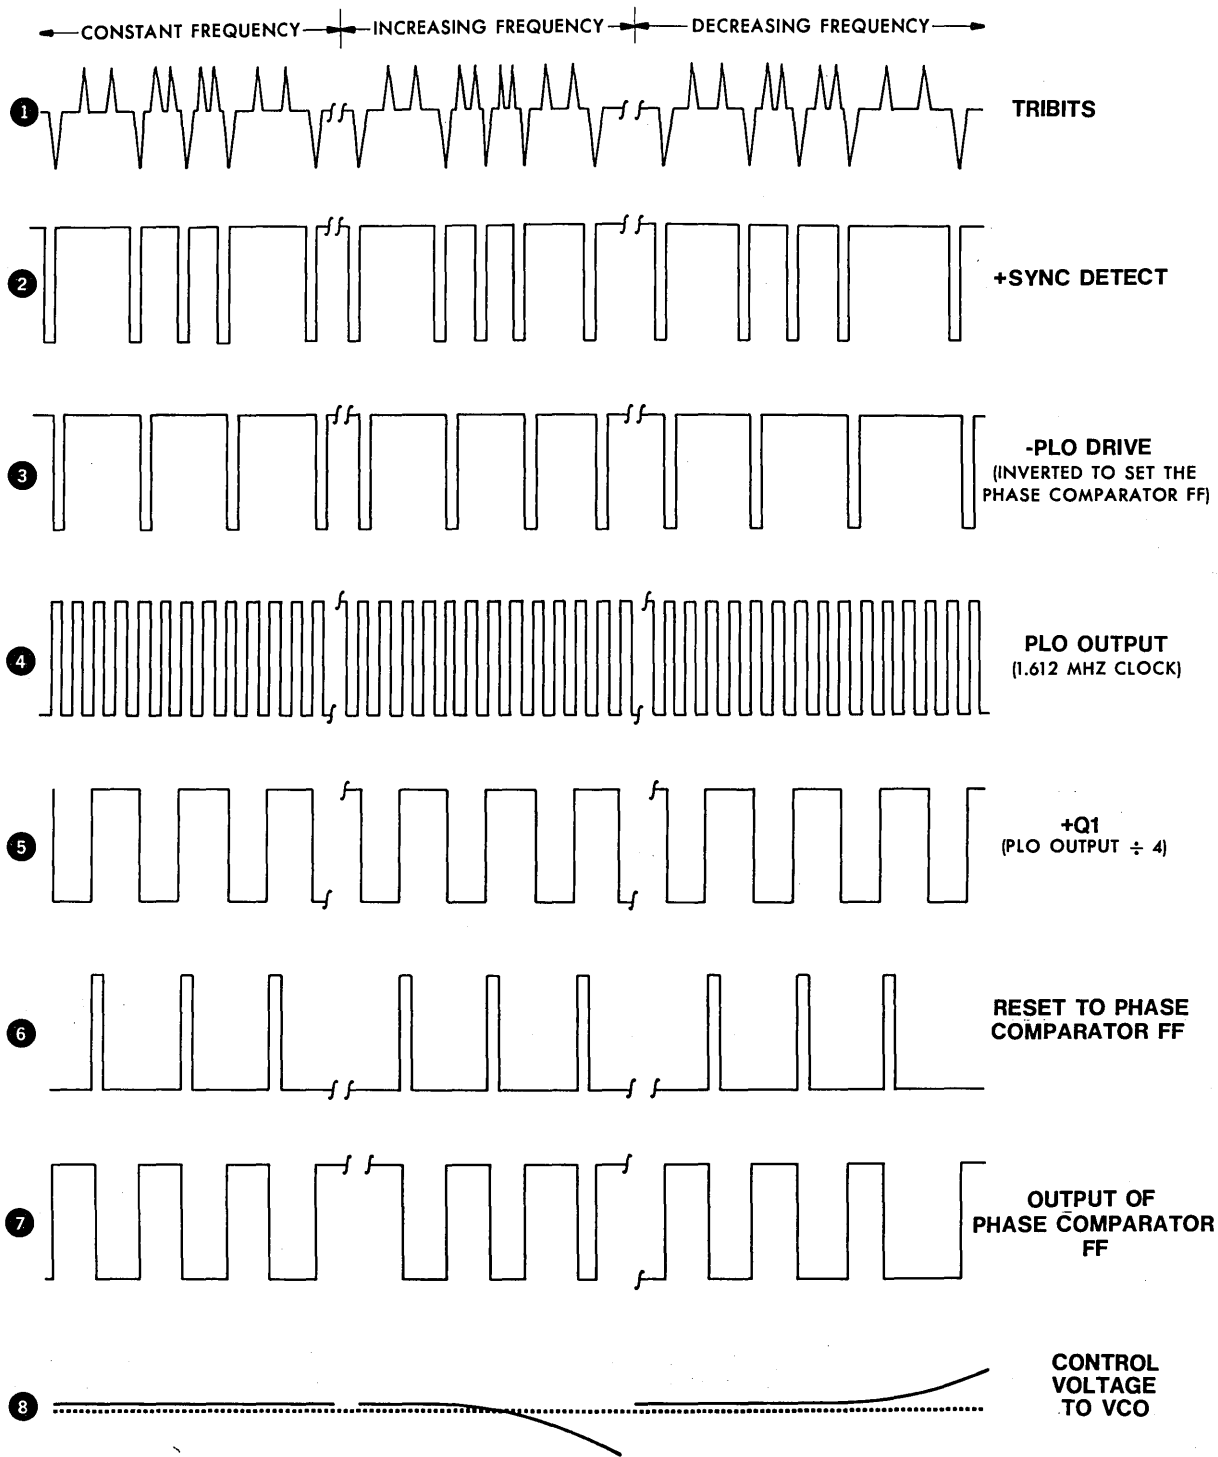 CONSTANT FREQUENCY
INCREASING FREQUENCY
DECREASING FREQUENCY
1
TRIBITS
2
+SYNC DETECT
3
-PLO DRIVE
(INVERTED TO SET THE
PHASE COMPARATOR FF)
4
PLO OUTPUT
(1.612 MHZ CLOCK)
5
+Q1
(PLO OUTPUT ÷ 4)
6
RESET TO PHASE
COMPARATOR FF
7
OUTPUT OF
PHASE COMPARATOR
FF
8
CONTROL
VOLTAGE
TO VCO